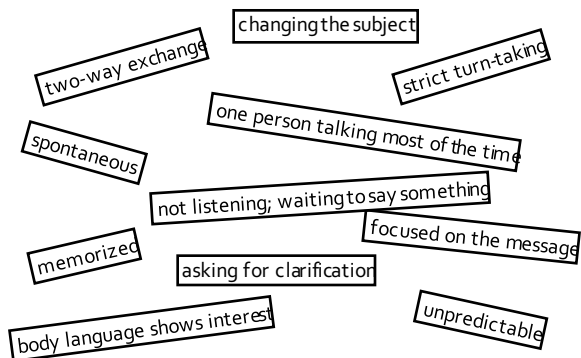 changing the subject
two-way exchange
strict turn-taking
one person talking most of the time
spontaneous
not listening; waiting to say something
focused on the message
memorized
asking for clarification
unpredictable
body language shows interest